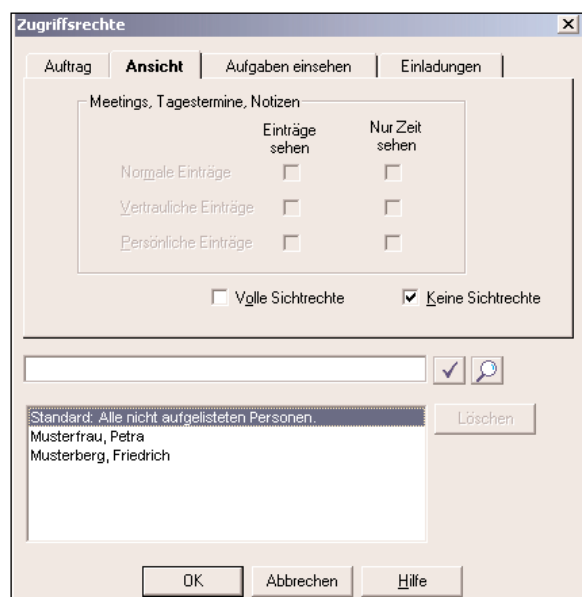 Zugriffsrechte
Auftrag Ansicht Aufgaben einsehen Einladungen
Meetings, Tagestermine, Notizen
Einträge Nur Zeit
sehen sehen
Normale Einträge
Vertrauliche Einträge
Persönliche Einträge
Volle Sichtrechte Keine Sichtrechte
Standard: Alle nicht aufgelisteten Personen. Löschen
Musterfrau, Petra
Musterberg, Friedrich
OK Abbrechen Hilfe